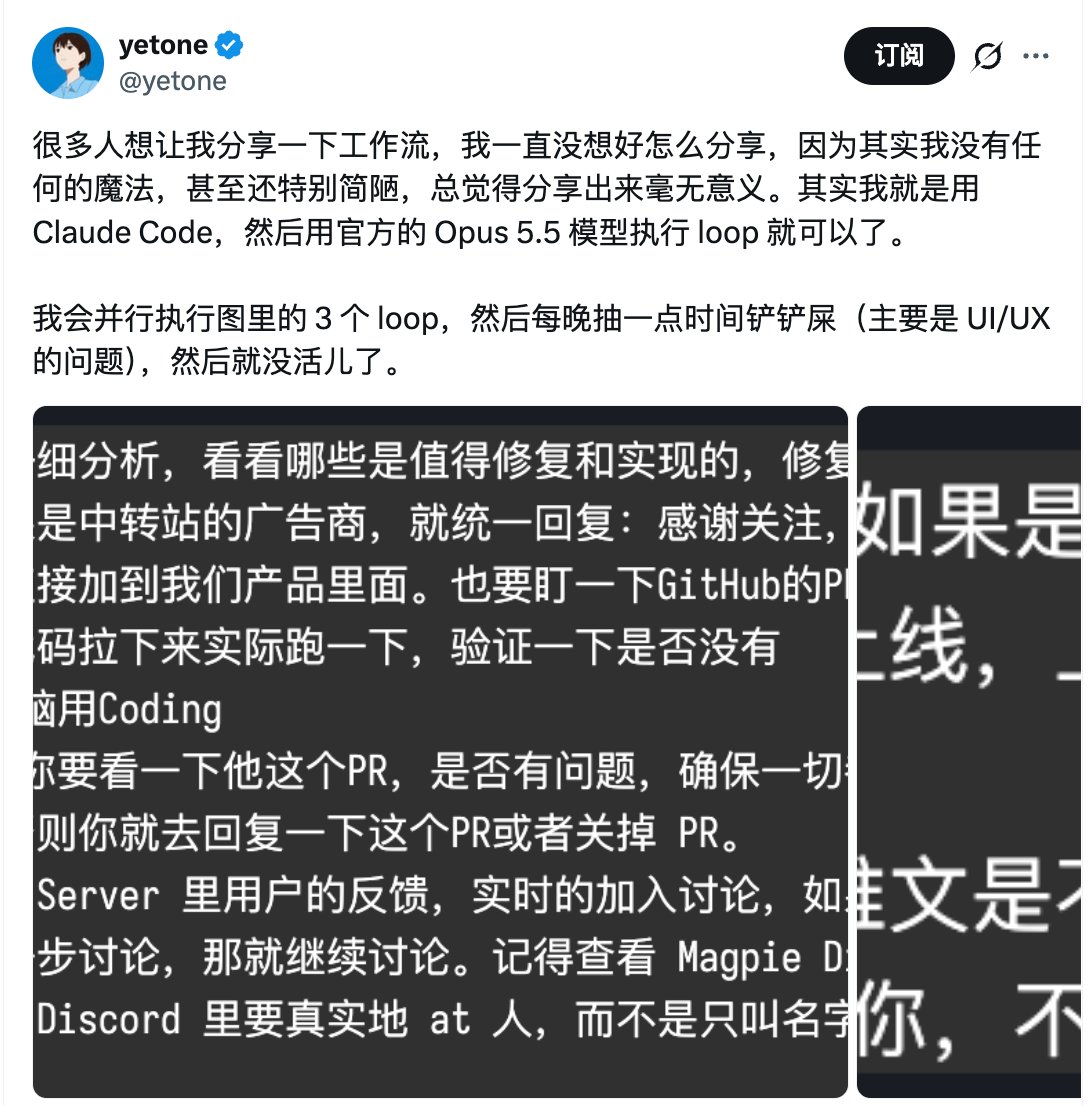 yetone
@yetone
订阅
很多人想让我分享一下工作流，我一直没想好怎么分享，因为其实我没有任
何的魔法，甚至还特别简陋，总觉得分享出来毫无意义。其实我就是用
Claude Code，然后用官方的 Opus 5.5 模型执行 loop 就可以了。
我会并行执行图里的 3 个 loop，然后每晚抽一点时间铲铲屎（主要是 UI/UX
的问题），然后就没活儿了。
细分析，看看哪些是值得修复和实现的，修复
是中转站的广告商，就统一回复：感谢关注，
接加到我们产品里面。也要盯一下GitHub的P
码拉下来实际跑一下，验证一下是否没有
脑用Coding
你要看一下他这个PR，是否有问题，确保一切
则你就去回复一下这个PR或者关掉 PR。
Server 里用户的反馈，实时的加入讨论，如
步讨论，那就继续讨论。记得查看 Magpie D
Discord 里要真实地 at 人，而不是只叫名字
如果是
上线，
推文是不
你，不